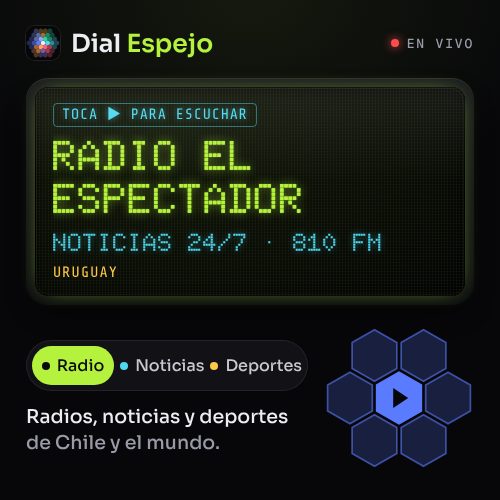 Dial Espejo
EN VIVO
TOCA ▶ PARA ESCUCHAR
RADIO EL
ESPECTADOR
NOTICIAS 24/7 · 810 FM
URUGUAY
Radio
Noticias
Deportes
Radios, noticias y deportes
de Chile y el mundo.